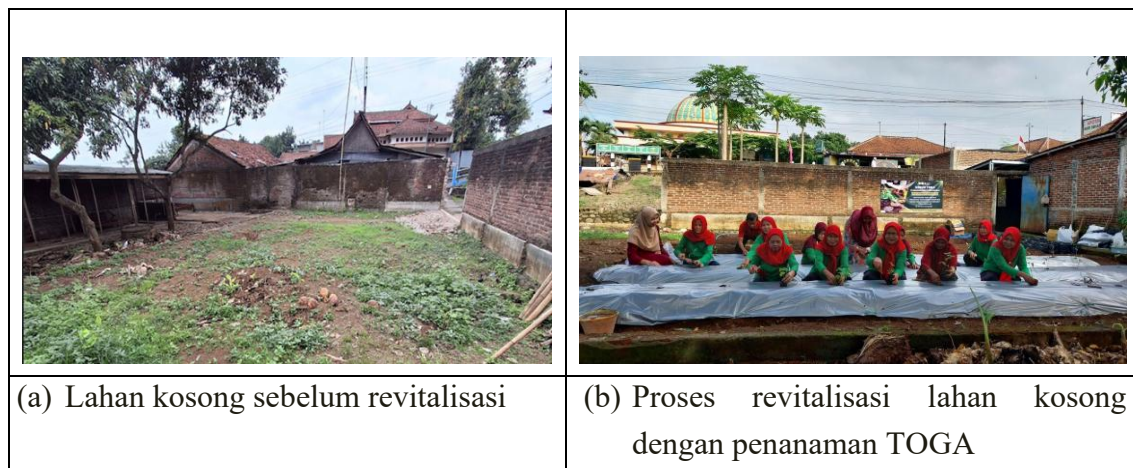 (a) Lahan kosong sebelum revitalisasi
(b) Proses revitalisasi lahan kosong
dengan penanaman TOGA